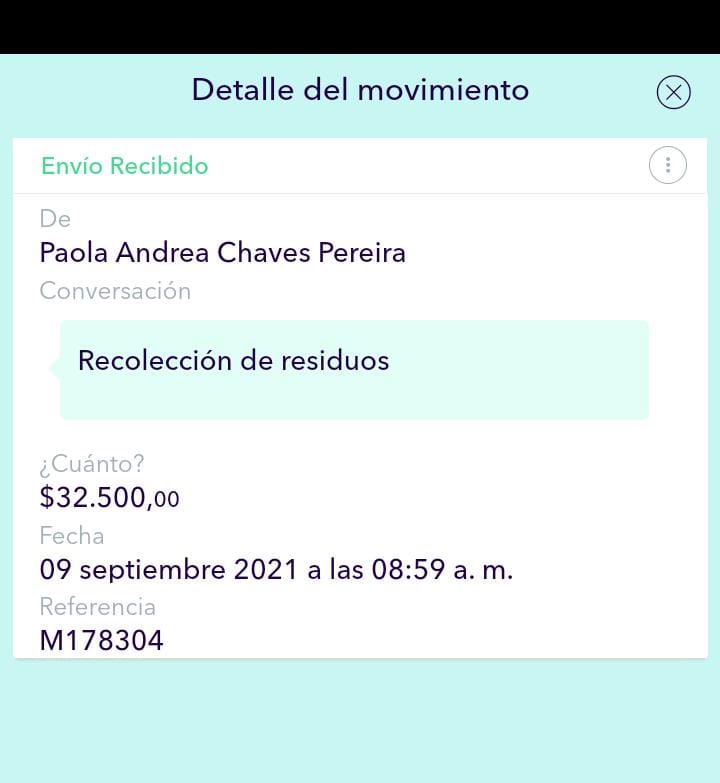 Detalle del movimiento
Envío Recibido
De
Paola Andrea Chaves Pereira
Conversación
Recolección de residuos
¿Cuánto?
$32.500,00
Fecha
09 septiembre 2021 a las 08:59 a. m.
Referencia
M178304